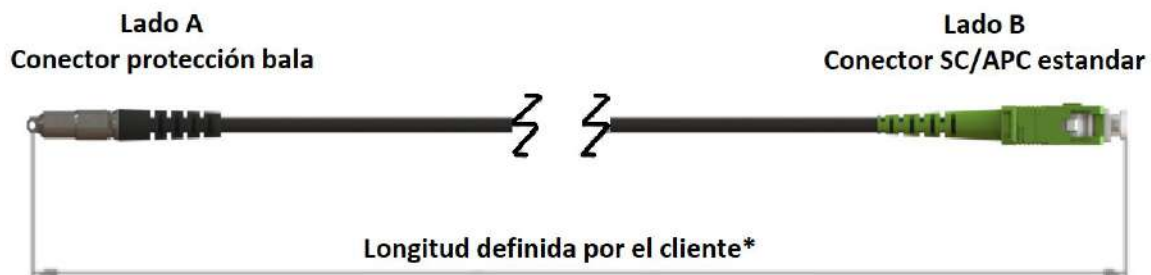 Lado A
Conector protección bala
Lado B
Conector SC/APC estandar
Longitud definida por el cliente*